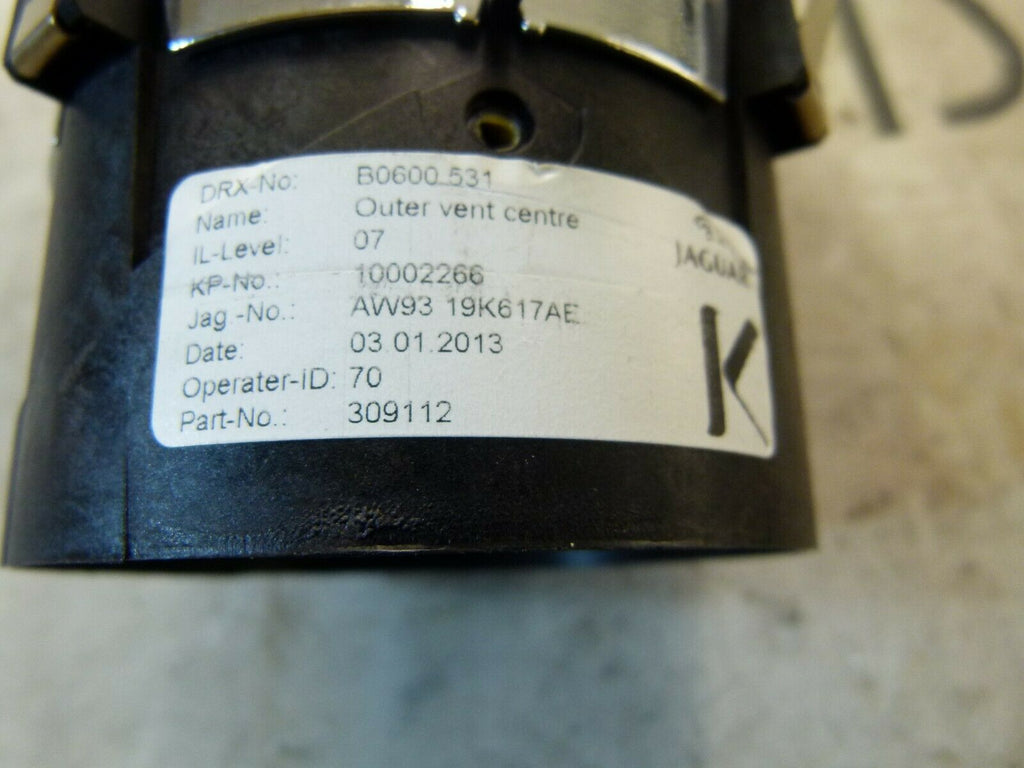 DRX-No: B0600.531
Name: Outer vent centre
IL-Level: 07
KP-No.: 10002266
Jag.-No.: AW93 19K617AE
Date: 03.01.2013
Operater-ID: 70
Part-No.: 309112
JAGUAR
K